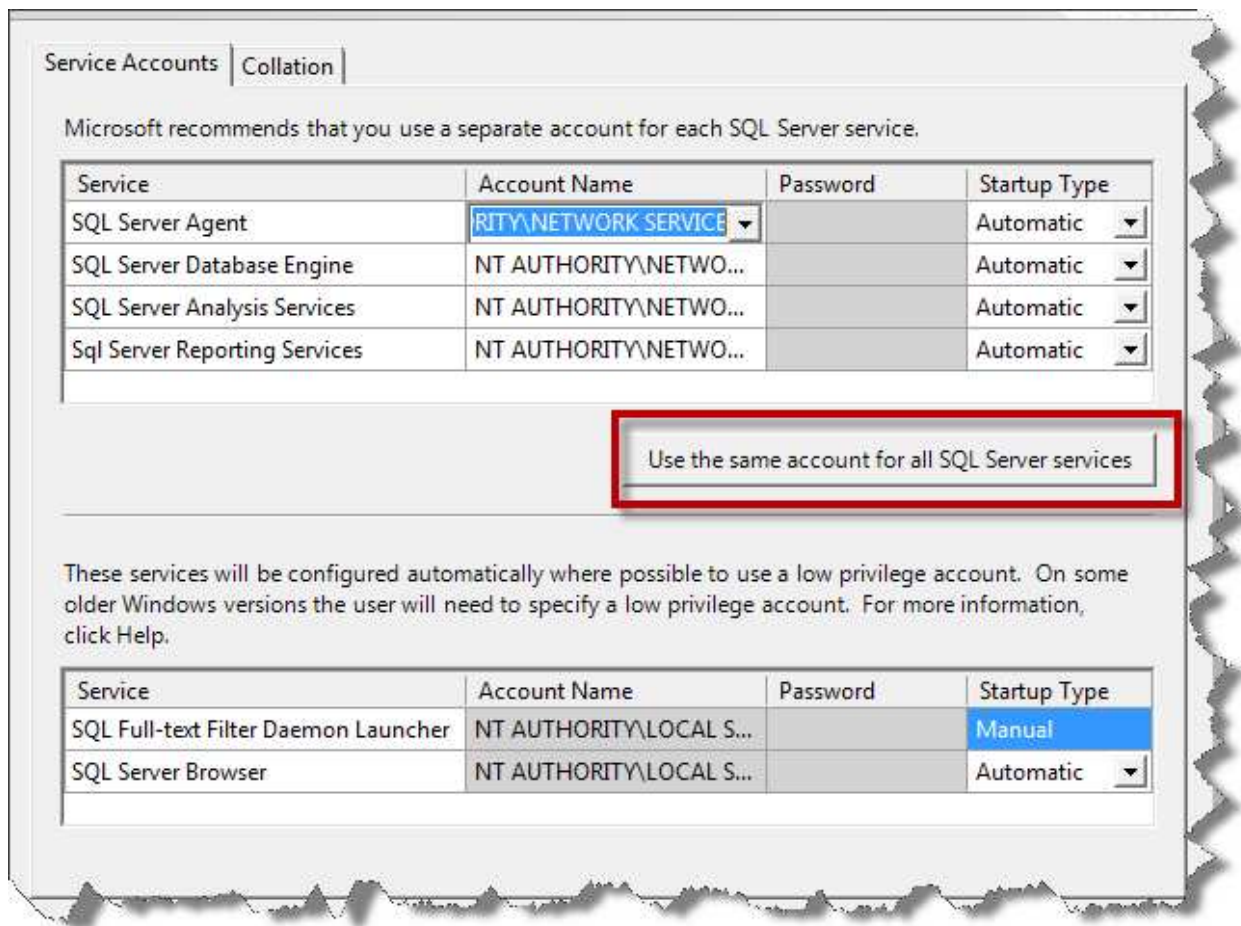 Service Accounts Collation
Microsoft recommends that you use a separate account for each SQL Server service.
Service Account Name Password Startup Type
SQL Server Agent RITY\NETWORK SERVICE Automatic
SQL Server Database Engine NT AUTHORITY\NETWO... Automatic
SQL Server Analysis Services NT AUTHORITY\NETWO... Automatic
Sql Server Reporting Services NT AUTHORITY\NETWO... Automatic
Use the same account for all SQL Server services
These services will be configured automatically where possible to use a low privilege account. On some
older Windows versions the user will need to specify a low privilege account. For more information,
click Help.
Service Account Name Password Startup Type
SQL Full-text Filter Daemon Launcher NT AUTHORITY\LOCAL S... Manual
SQL Server Browser NT AUTHORITY\LOCAL S... Automatic